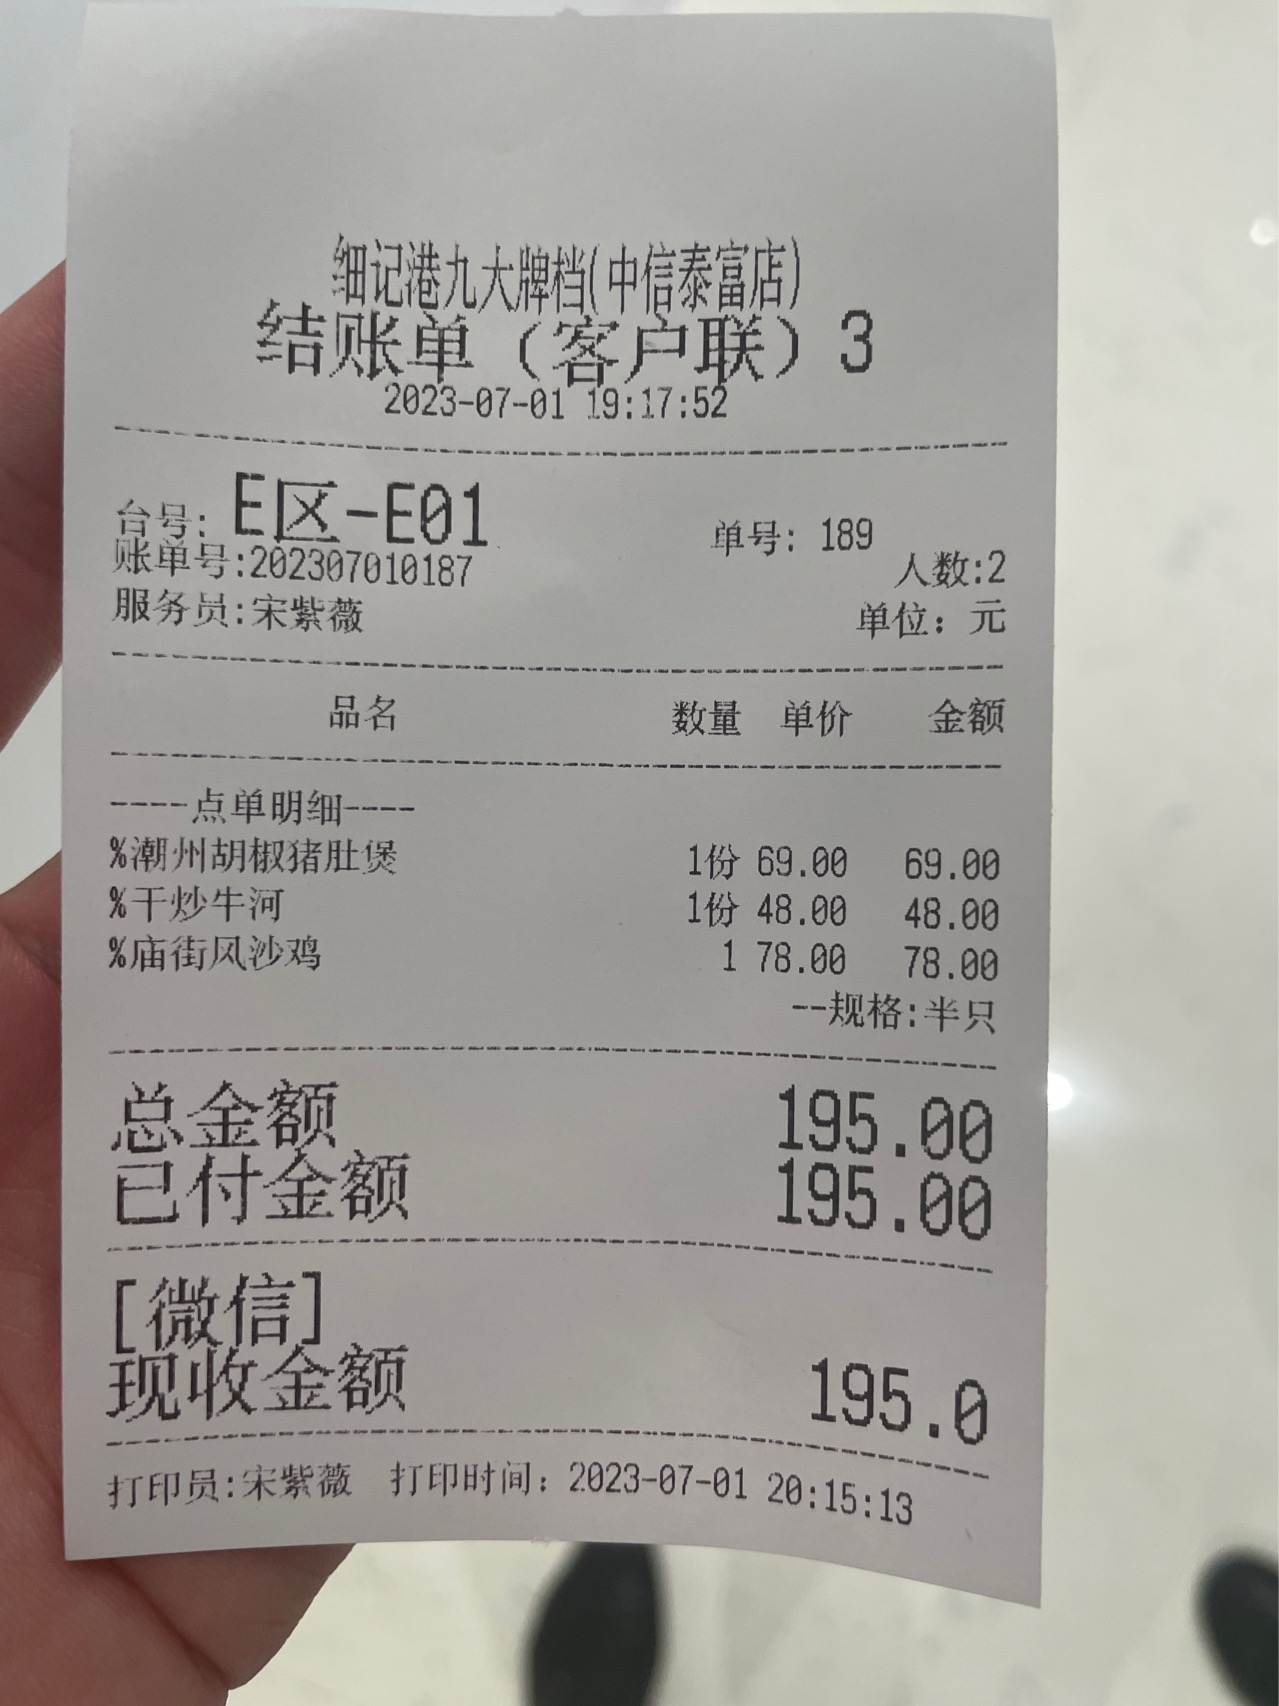 细记港九大牌档(中信泰富店)
结账单（客户联）3
2023-07-01 19:17:52
台号: E区-E01 单号: 189
账单号:202307010187 人数:2
服务员:宋紫薇 单位：元
品名 数量 单价 金额
----点单明细----
%潮州胡椒猪肚煲 1份 69.00 69.00
%干炒牛河 1份 48.00 48.00
%庙街风沙鸡 1 78.00 78.00
--规格:半只
总金额 195.00
已付金额 195.00
[微信]
现收金额 195.0
打印员:宋紫薇 打印时间：2023-07-01 20:15:13